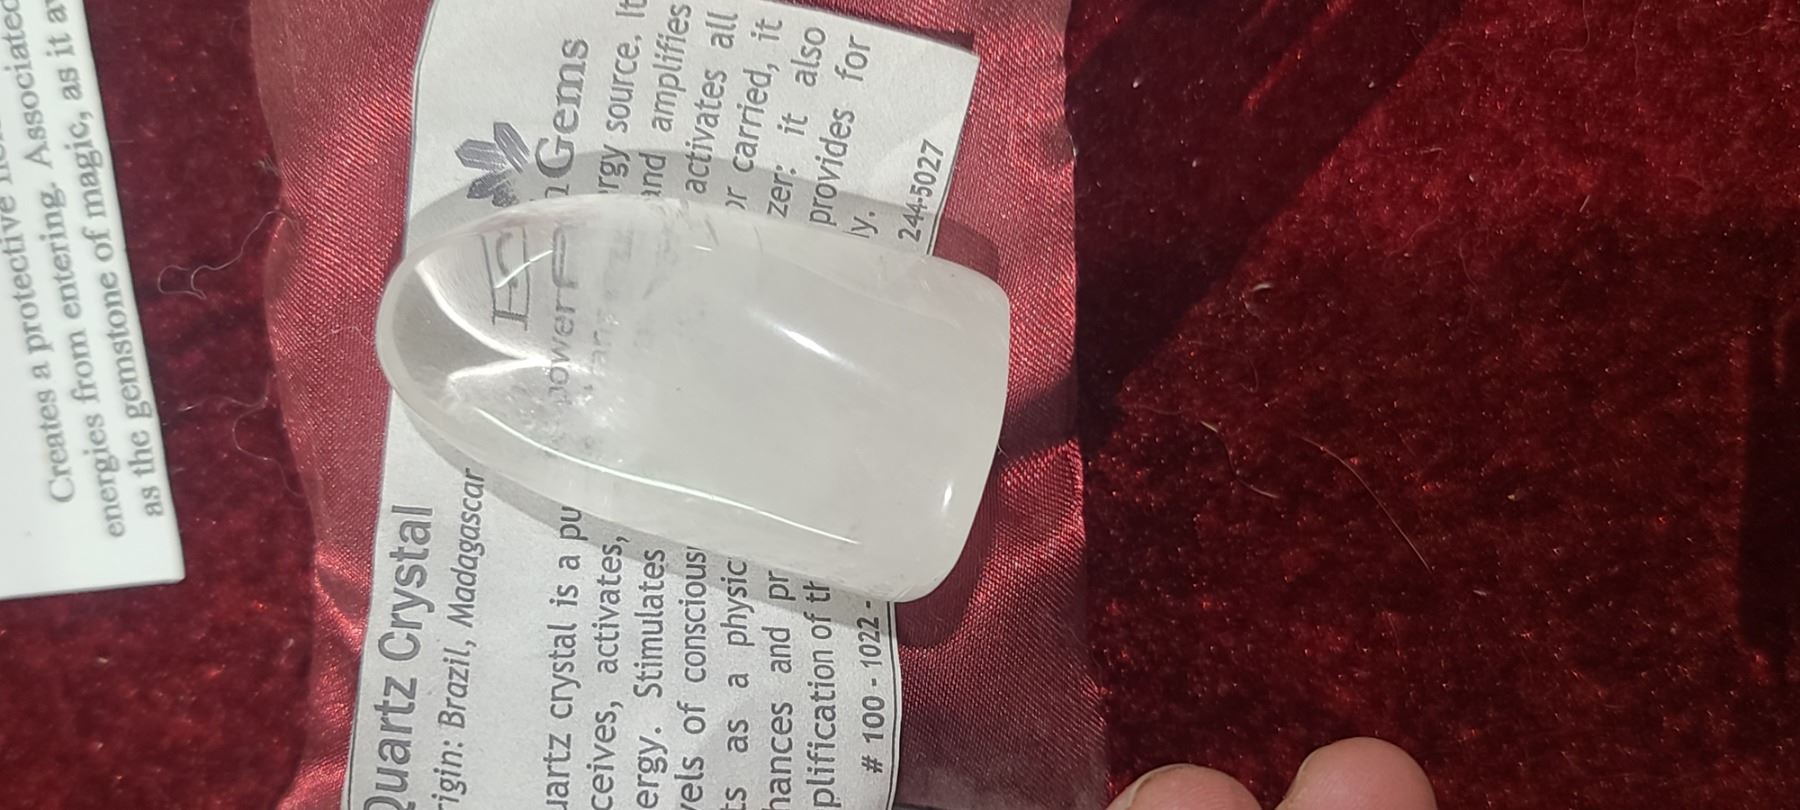 Creates a protective
energies from entering. Associated
as the gemstone of magic, as it
Quartz Crystal
rigin: Brazil, Madagascar
Gems
uartz crystal is a pu power rgy source. It
ceives, activates, and amplifies
ergy. Stimulates activates all
vels of conscious or carried, it
ts as a physic zer: it also
hances and pr provides for
plification of th ly.
# 100 - 1022 - 244-5027